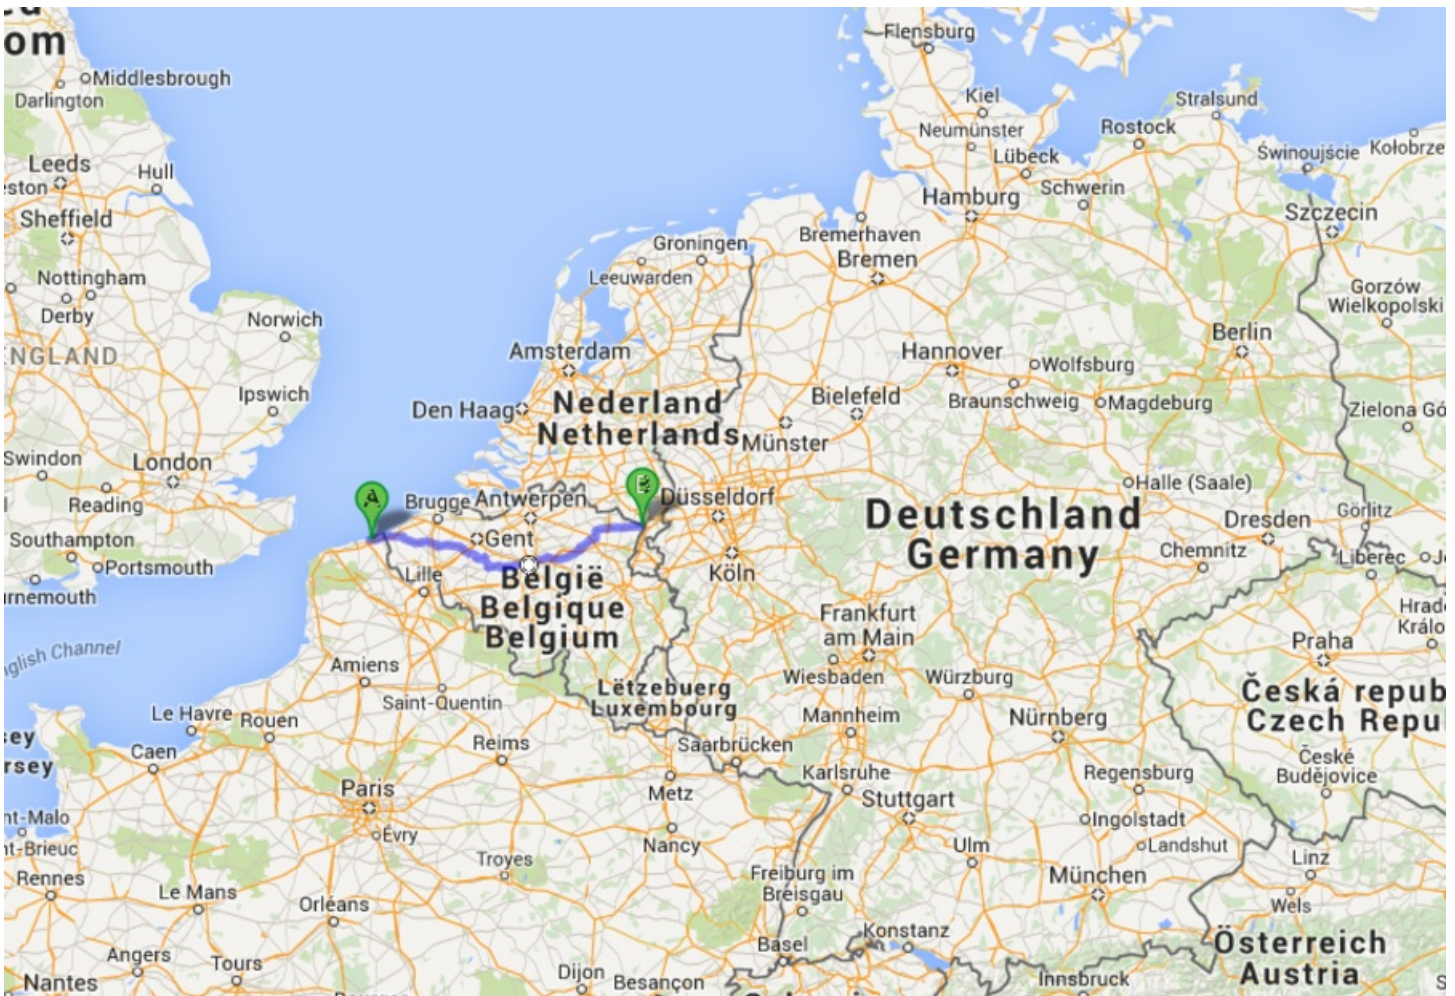 om
Middlesbrough
Darlington
Leeds
Hull
eston
Sheffield
Nottingham
Derby
Norwich
ENGLAND
Ipswich
Swindon
London
Reading
Southampton
Portsmouth
rnemouth
nglish Channel
Flensburg
Kiel
Neumünster
Lübeck
Stralsund
Rostock
Świnoujście
Kołobrze
Schwerin
Hamburg
Szczecin
Bremerhaven
Bremen
Groningen
Leeuwarden
Gorzów
Wielkopolski
Berlin
Amsterdam
Hannover
Wolfsburg
Den Haag
Nederland
Netherlands
Bielefeld
Braunschweig
Magdeburg
Zielona Gó
Münster
A
B
Brugge
Antwerpen
Düsseldorf
Halle (Saale)
Deutschland
Germany
Dresden
Görlitz
Gent
Chemnitz
Liberec
Lille
België
Belgique
Belgium
Köln
Frankfurt
am Main
Hrade
Králo
Praha
Amiens
Wiesbaden
Würzburg
Saint-Quentin
Lëtzebuerg
Luxembourg
Česká repub
Czech Repu
Le Havre
Rouen
Mannheim
Nürnberg
sey
rsey
Caen
Reims
Saarbrücken
České
Budějovice
Karlsruhe
Regensburg
Paris
Metz
Stuttgart
nt-Malo
Évry
Ingolstadt
nt-Brieuc
Nancy
Ulm
Landshut
Troyes
Linz
Rennes
Le Mans
Freiburg im
Breisgau
München
Orléans
Wels
Konstanz
Basel
Österreich
Austria
Angers
Tours
Nantes
Dijon
Besançon
Innsbruck